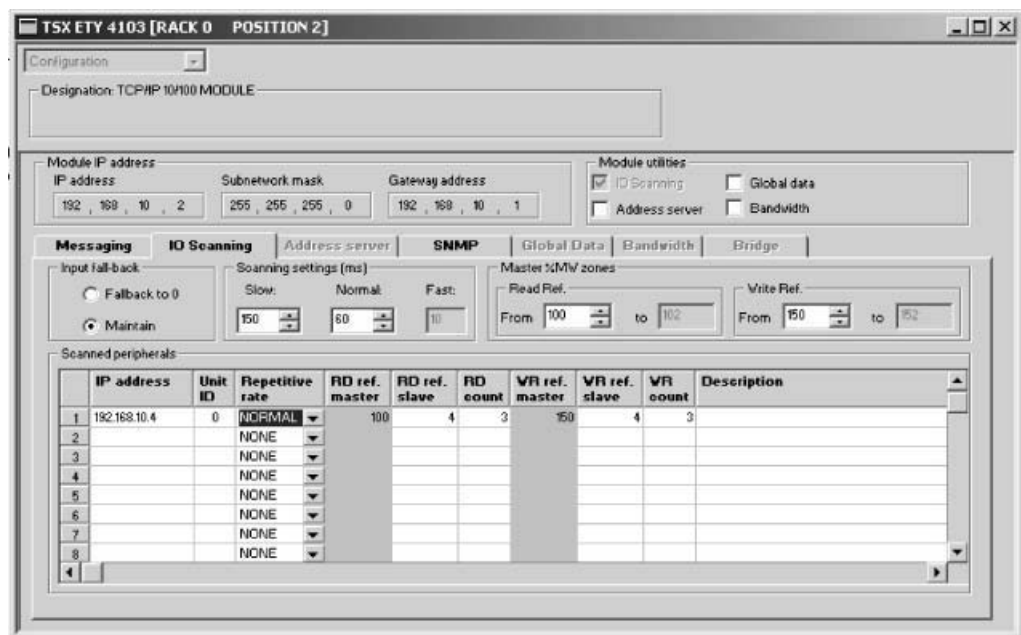 TSX ETY 4103 [RACK 0 POSITION 2]
Configuration
Designation: TCP/IP 10/100 MODULE
Module IP address
Module utilities
IP address Subnetwork mask Gateway address
IO Scanning Global data
192 , 168 , 10 , 2 255 , 255 , 255 , 0 192 , 168 , 10 , 1
Address server Bandwidth
Messaging IO Scanning Address server SNMP Global Data Bandwidth Bridge
Input fall-back Scanning settings (ms) Master %MW zones
Fallback to 0 Slow: Normal: Fast: Read Ref. Write Ref.
Maintain 150 60 10 From 100 to 102 From 150 to 152
Scanned peripherals
IP address Unit ID Repetitive rate RD ref. master RD ref. slave RD count WR ref. master WR ref. slave WR count Description
1 192.168.10.4 0 NORMAL 100 4 3 150 4 3
2 NONE
3 NONE
4 NONE
5 NONE
6 NONE
7 NONE
8 NONE